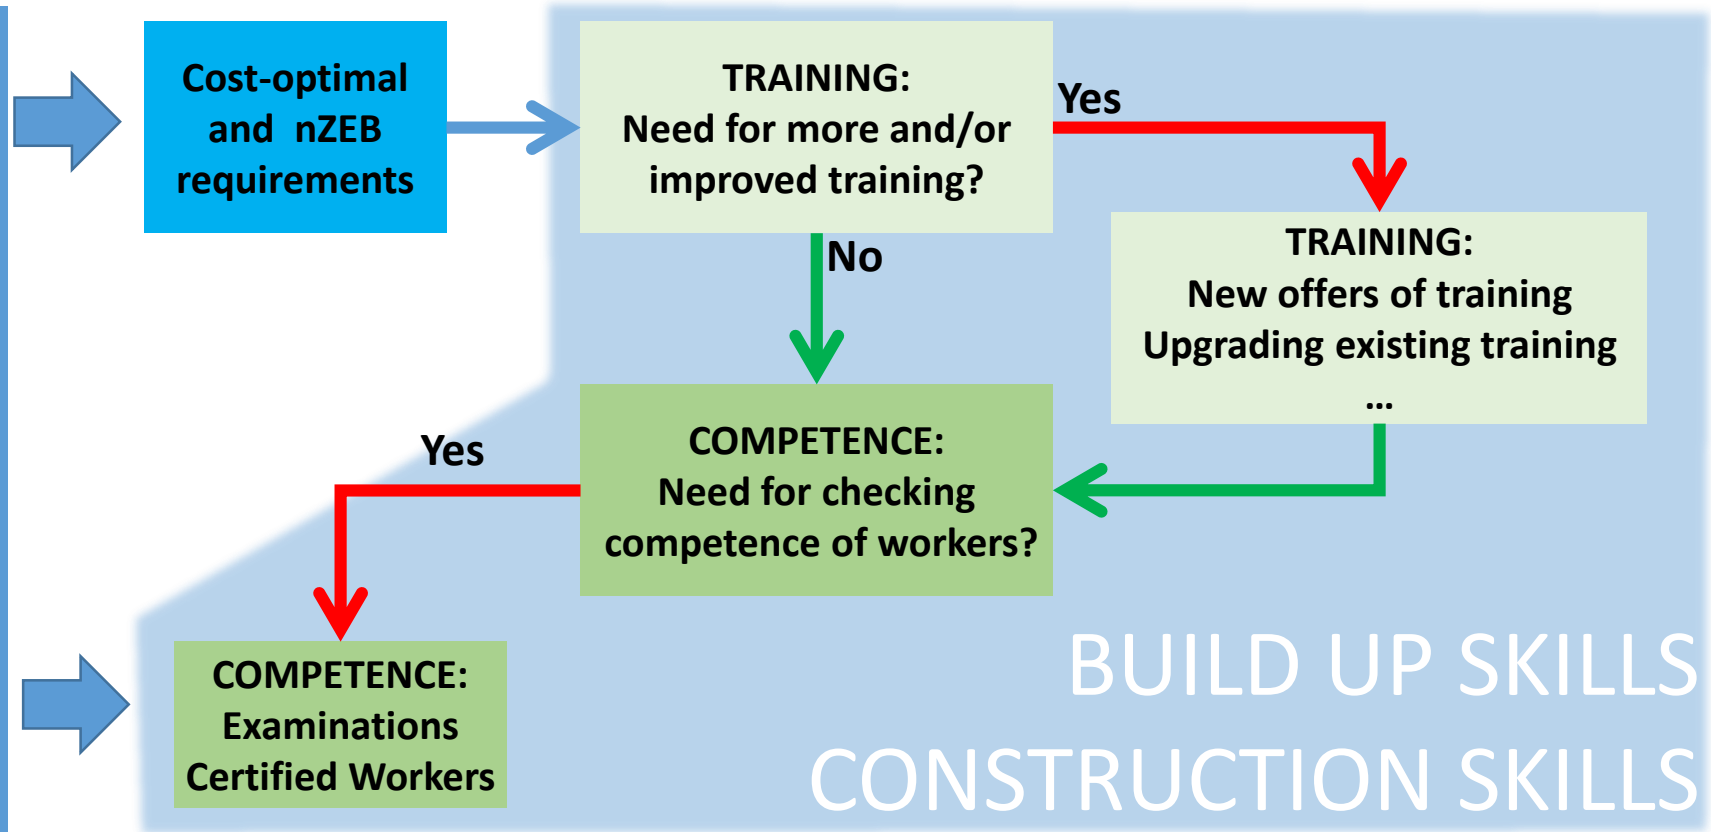 Cost-optimal
and nZEB
requirements
TRAINING:
Need for more and/or
improved training?
Yes
No
TRAINING:
New offers of training
Upgrading existing training
...
COMPETENCE:
Need for checking
competence of workers?
Yes
COMPETENCE:
Examinations
Certified Workers
BUILD UP SKILLS
CONSTRUCTION SKILLS